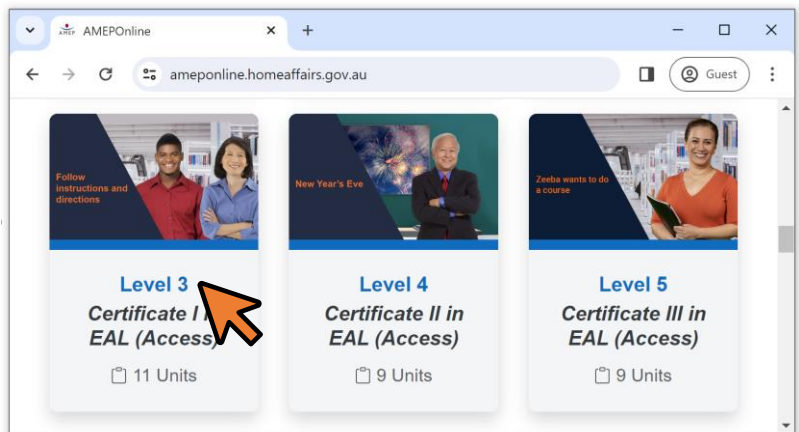 AMEP AMEPOnline
ameponline.homeaffairs.gov.au Guest
Follow
instructions and
directions
Level 3
Certificate I in
EAL (Access)
11 Units
New Year's Eve
Level 4
Certificate II in
EAL (Access)
9 Units
Zeeba wants to do
a course
Level 5
Certificate III in
EAL (Access)
9 Units